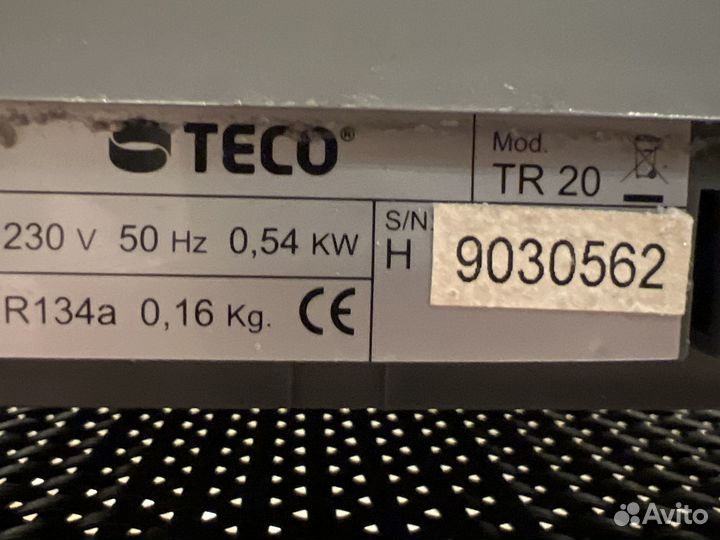 TECO®
Mod.
TR 20
230 V 50 Hz 0,54 KW
S/N.
H 9030562
R134a 0,16 Kg. CE
Avito